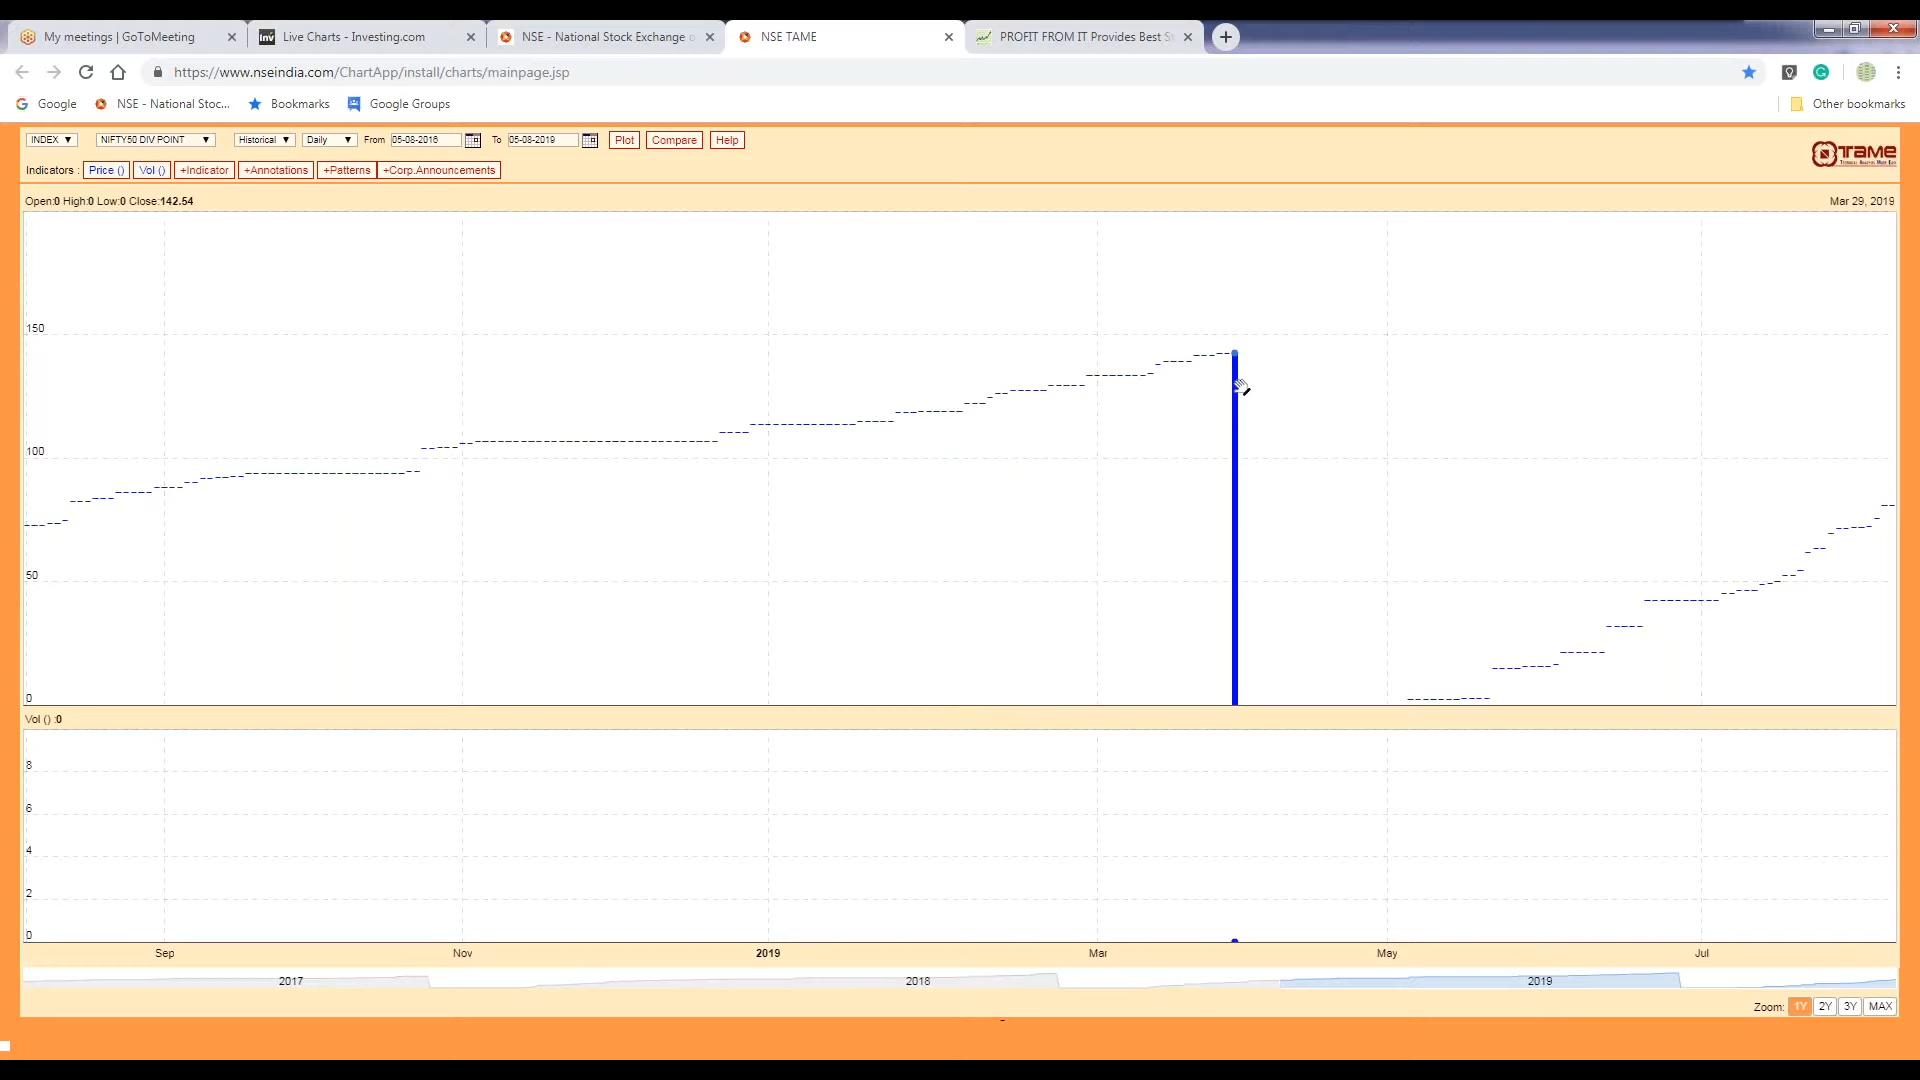 My meetings | GoToMeeting
Live Charts - Investing.com
NSE - National Stock Exchange o
NSE TAME
PROFIT FROM IT Provides Best S
https://www.nseindia.com/ChartApp/install/charts/mainpage.jsp
Google
NSE - National Stoc...
Bookmarks
Google Groups
Other bookmarks
INDEX
NIFTY50 DIV POINT
Historical
Daily
From 05-08-2016
To 05-08-2019
Plot
Compare
Help
TAME
Indicators :
Price ()
Vol ()
+Indicator
+Annotations
+Patterns
+Corp.Announcements
Open:0 High:0 Low:0 Close:142.54
Mar 29, 2019
150
100
50
0
Vol () :0
8
6
4
2
0
Sep Nov 2019 Mar May Jul
2017 2018 2019
Zoom: 1Y 2Y 3Y MAX